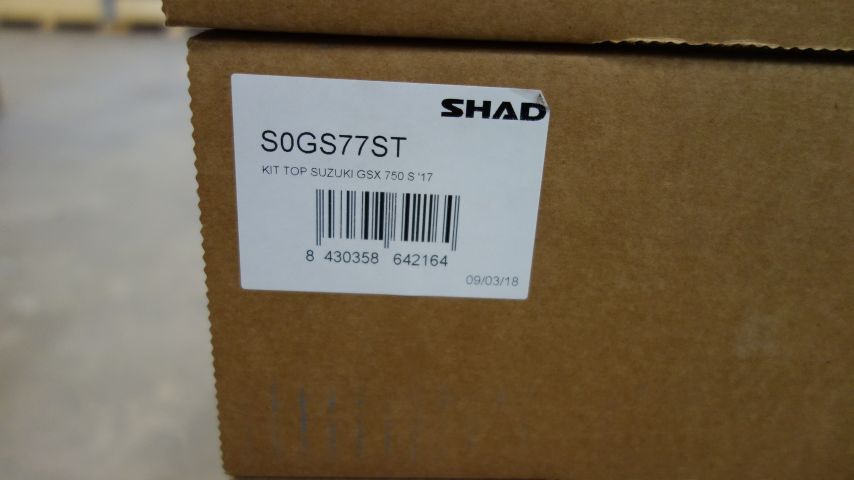 SHAD
S0GS77ST
KIT TOP SUZUKI GSX 750 S '17
8 430358 642164
09/03/18